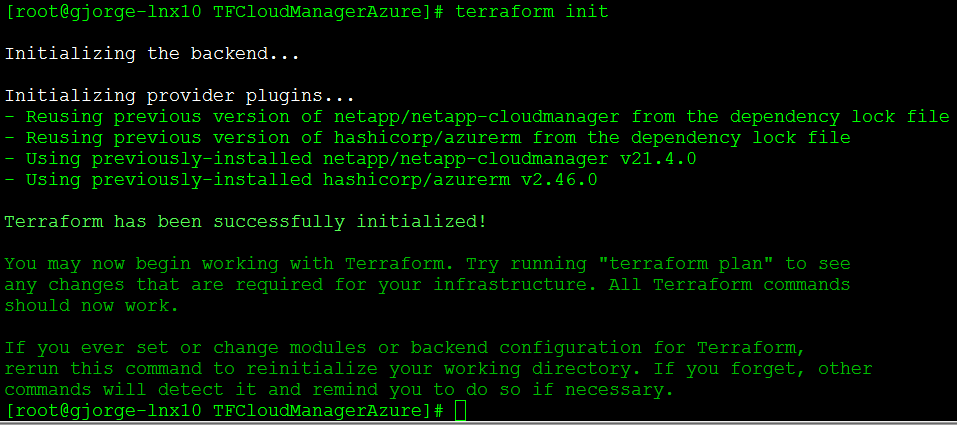 [root@gjorge-lnx10 TFCloudManagerAzure]# terraform init
Initializing the backend...
Initializing provider plugins...
- Reusing previous version of netapp/netapp-cloudmanager from the dependency lock file
- Reusing previous version of hashicorp/azurerm from the dependency lock file
- Using previously-installed netapp/netapp-cloudmanager v21.4.0
- Using previously-installed hashicorp/azurerm v2.46.0
Terraform has been successfully initialized!
You may now begin working with Terraform. Try running "terraform plan" to see
any changes that are required for your infrastructure. All Terraform commands
should now work.
If you ever set or change modules or backend configuration for Terraform,
rerun this command to reinitialize your working directory. If you forget, other
commands will detect it and remind you to do so if necessary.
[root@gjorge-lnx10 TFCloudManagerAzure]#